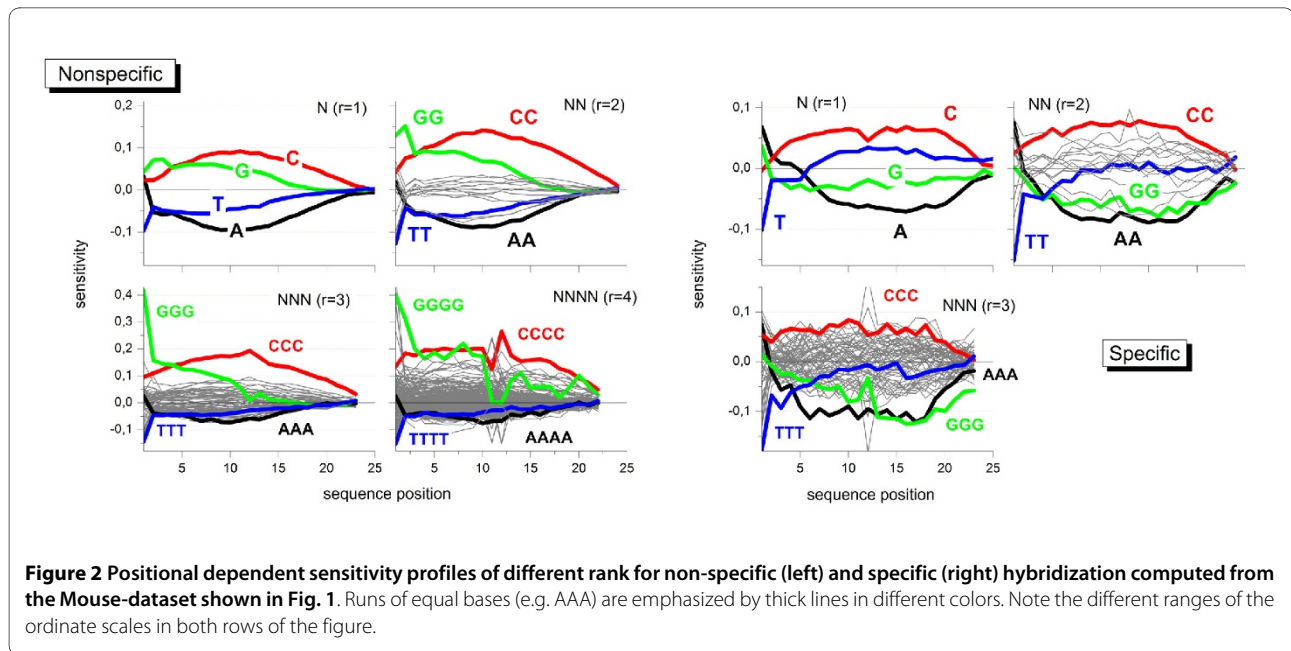 Nonspecific
N (r=1)
NN (r=2)
0,2
0,1
0,0
-0,1
sensitivity
C
G
T
A
GG
CC
TT
AA
NNN (r=3)
NNNN (r=4)
0,4
0,3
0,2
0,1
0,0
-0,1
sensitivity
GGG
CCC
TTT
AAA
GGGG
CCCC
TTTT
AAAA
5 10 15 20 25
5 10 15 20 25
sequence position
N (r=1)
NN (r=2)
0,1
0,0
-0,1
sensitivity
C
G
T
A
CC
GG
TT
AA
NNN (r=3)
0,1
0,0
-0,1
sensitivity
CCC
AAA
TTT
GGG
5 10 15 20 25
sequence position
Specific
Figure 2 Positional dependent sensitivity profiles of different rank for non-specific (left) and specific (right) hybridization computed from
the Mouse-dataset shown in Fig. 1. Runs of equal bases (e.g. AAA) are emphasized by thick lines in different colors. Note the different ranges of the
ordinate scales in both rows of the figure.